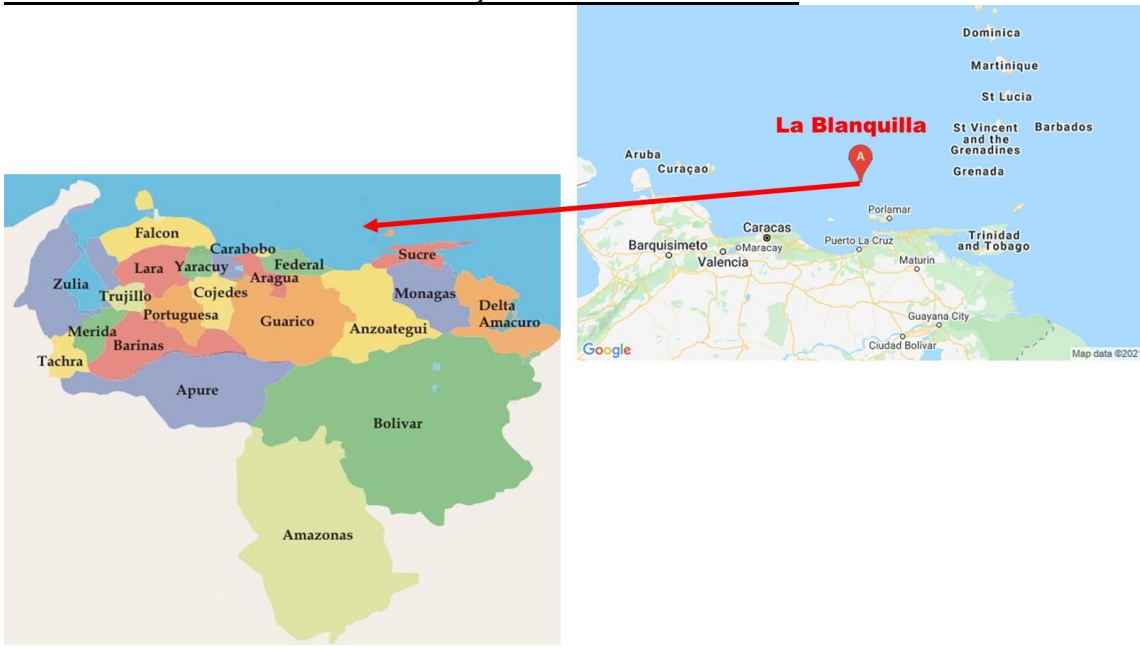 Dominica
Martinique
St Lucia
La Blanquilla
St Vincent
and the
Grenadines
Barbados
A
Aruba
Curaçao
Grenada
Porlamar
Caracas
Barquisimeto
Maracay
Valencia
Puerto La Cruz
Trinidad
and Tobago
Maturin
Guayana City
Ciudad Bolivar
Google
Map data ©202
Falcon
Carabobo
Lara
Yaracuy
Federal
Aragua
Sucre
Zulia
Trujillo
Cojedes
Monagas
Delta
Amacuro
Portuguesa
Guarico
Anzoategui
Merida
Barinas
Tachra
Apure
Bolivar
Amazonas